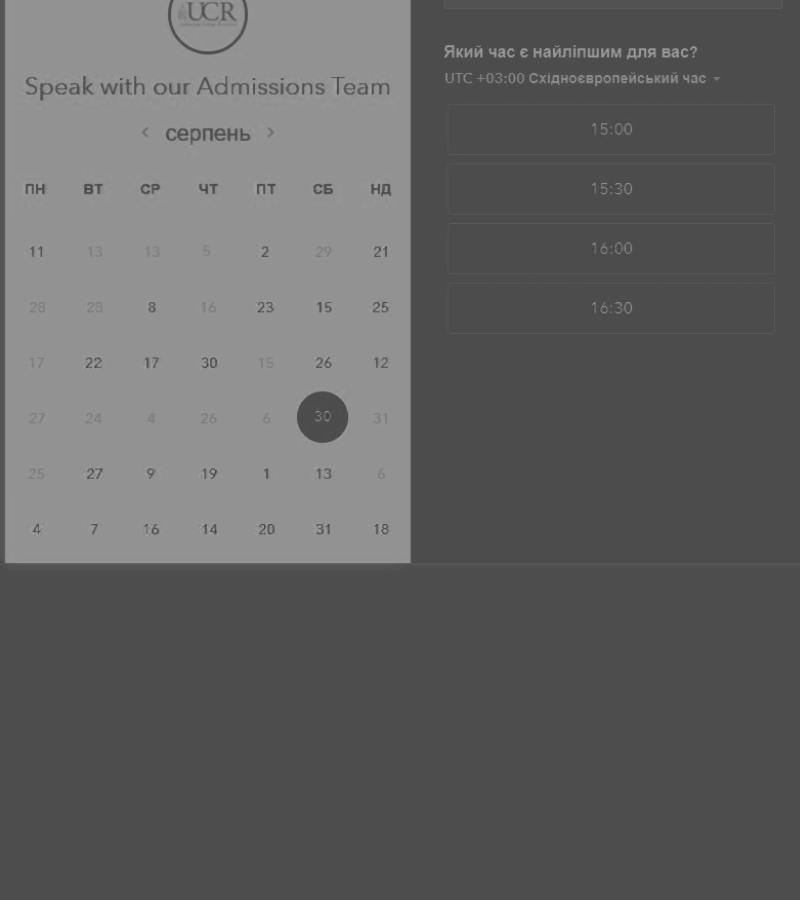 UCR
Speak with our Admissions Team
серпень
ПН ВТ СР ЧТ ПТ СБ НД
11 13 13 5 2 29 21
28 28 8 16 23 15 25
17 22 17 30 15 26 12
27 24 4 26 6 30 31
25 27 9 19 1 13 6
4 7 16 14 20 31 18
Який час є найліпшим для вас?
UTC +03:00 Східноєвропейський час
15:00
15:30
16:00
16:30